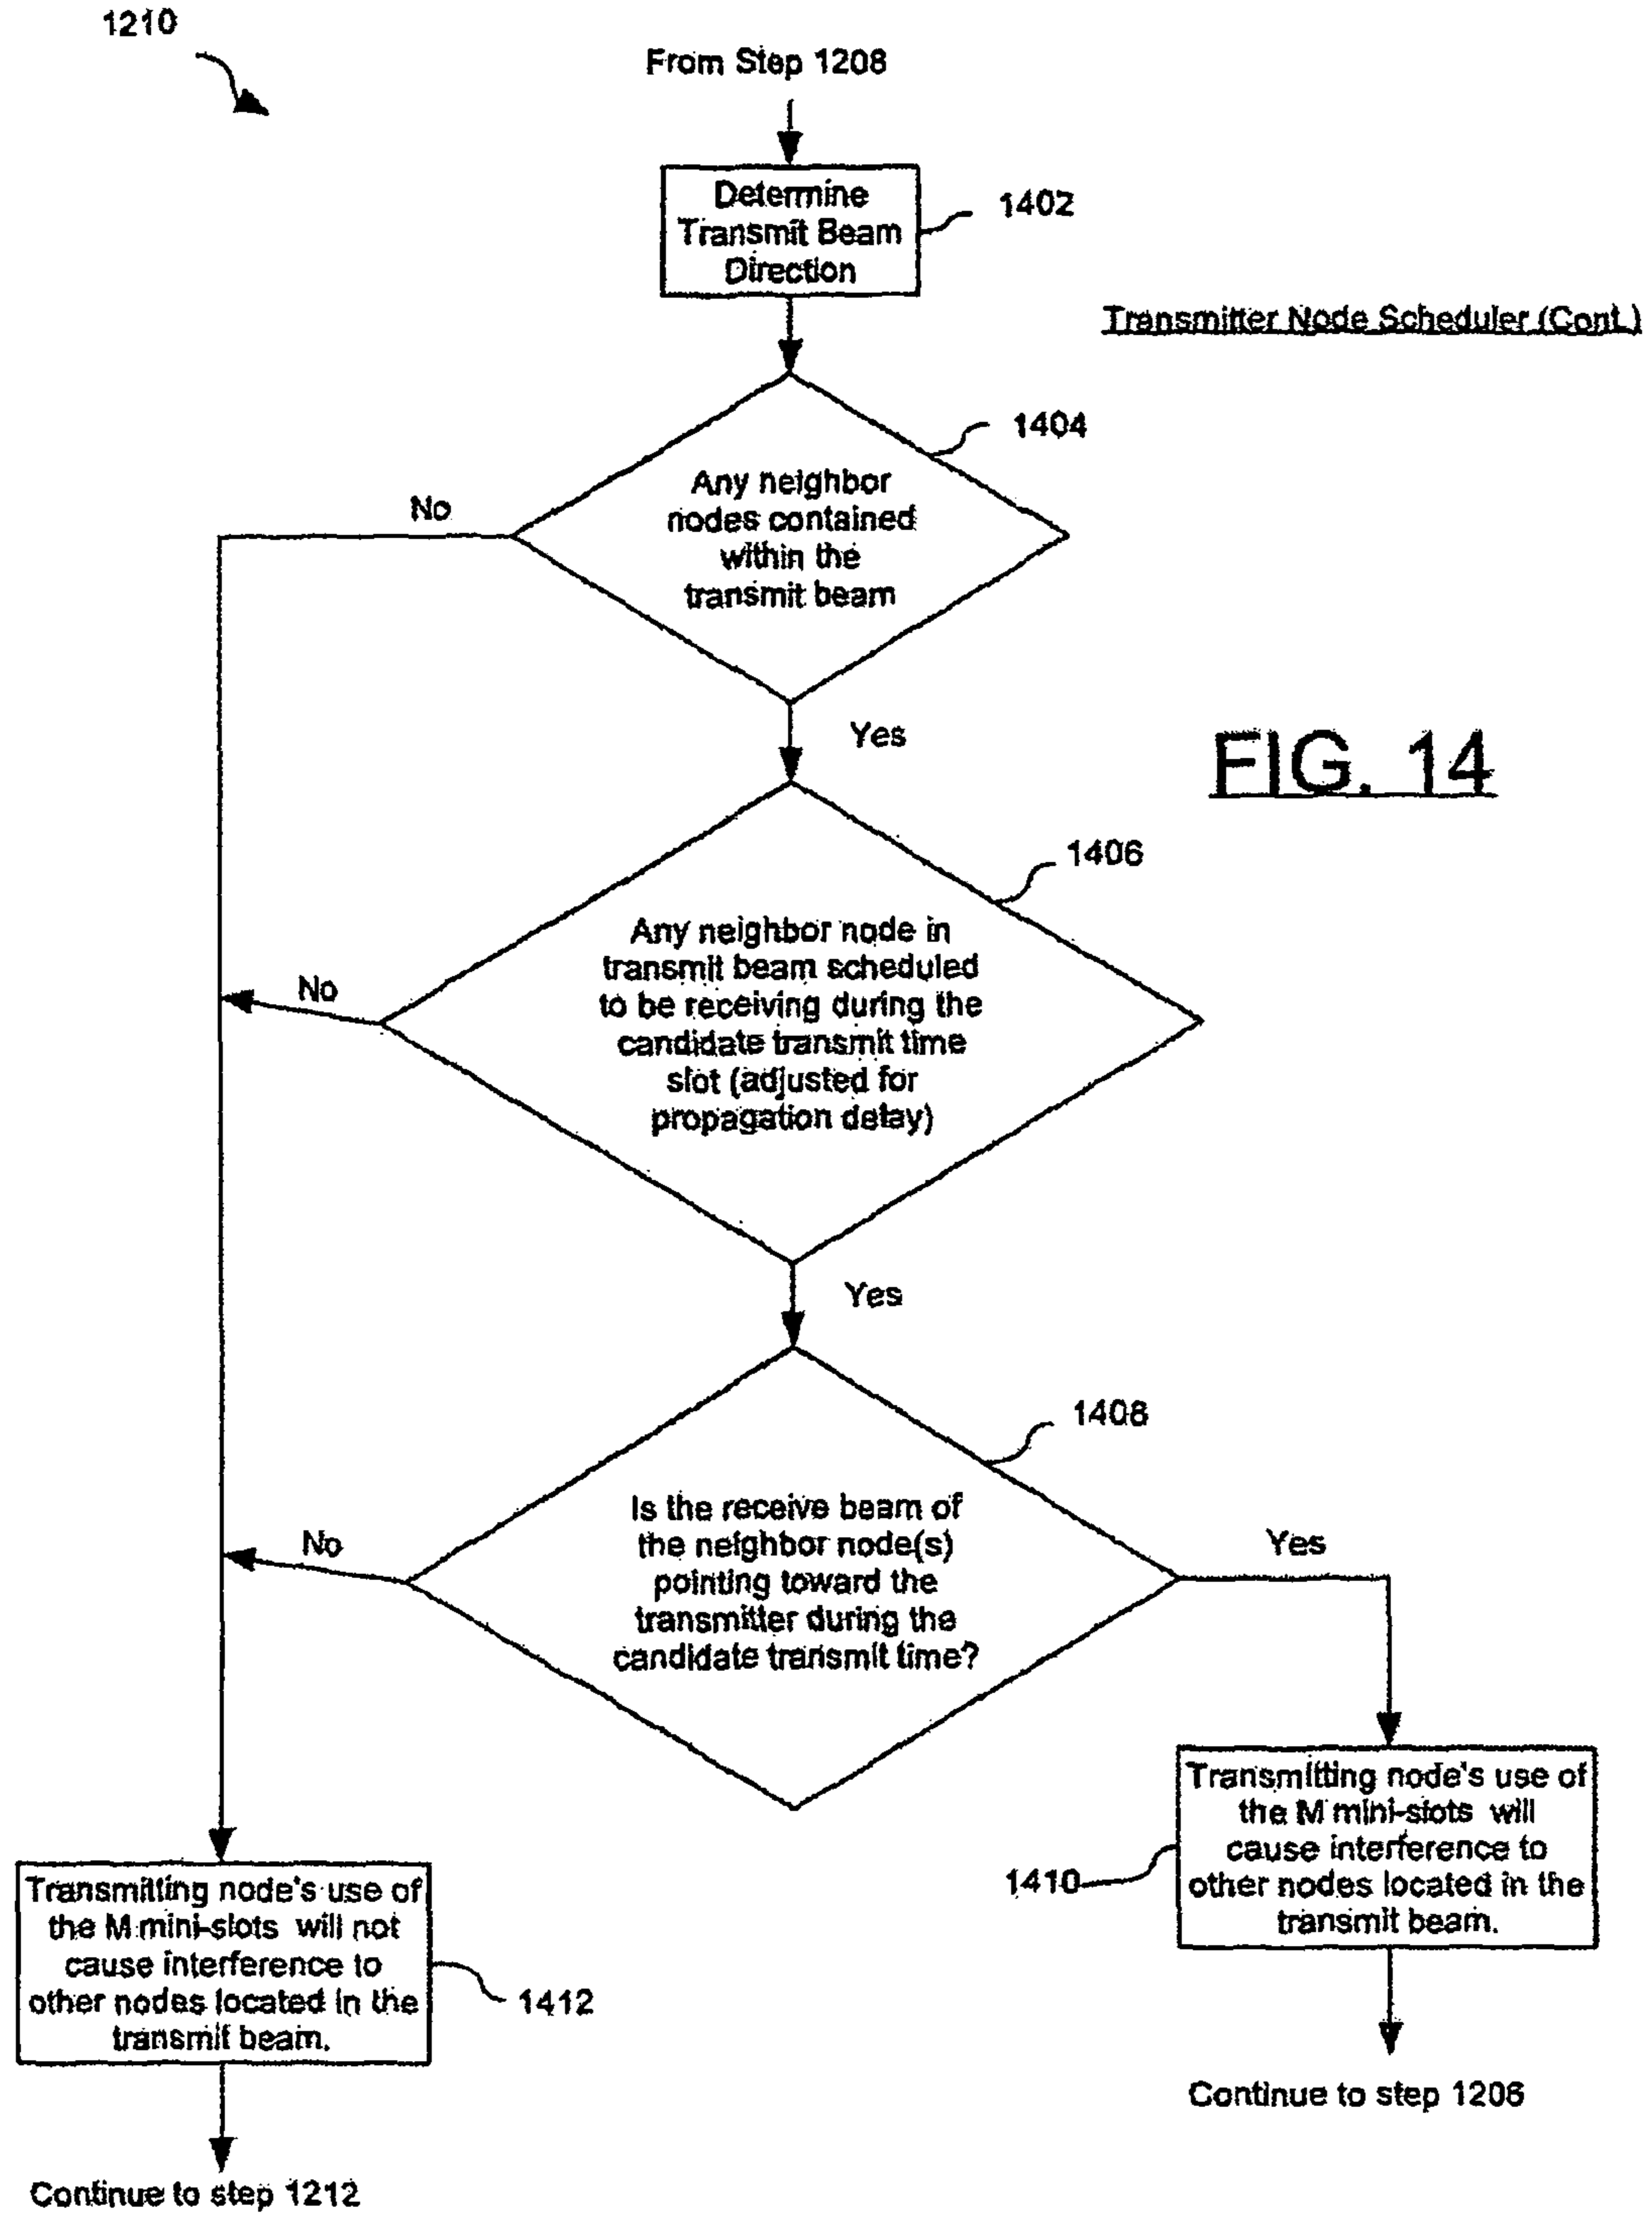 1210
From Step 1208
Determine
Transmit Beam
Direction
1402
Transmitter Node Scheduler (Cont.)
1404
Any neighbor
nodes contained
within the
transmit beam
No
Yes
FIG. 14
1406
Any neighbor node in
transmit beam scheduled
to be receiving during the
candidate transmit time
slot (adjusted for
propagation delay)
No
Yes
1408
Is the receive beam of
the neighbor node(s)
pointing toward the
transmitter during the
candidate transmit time?
No
Yes
Transmitting node's use of
the M mini-slots will
cause interference to
other nodes located in the
transmit beam.
1410
Transmitting node's use of
the M mini-slots will not
cause interference to
other nodes located in the
transmit beam.
1412
Continue to step 1206
Continue to step 1212